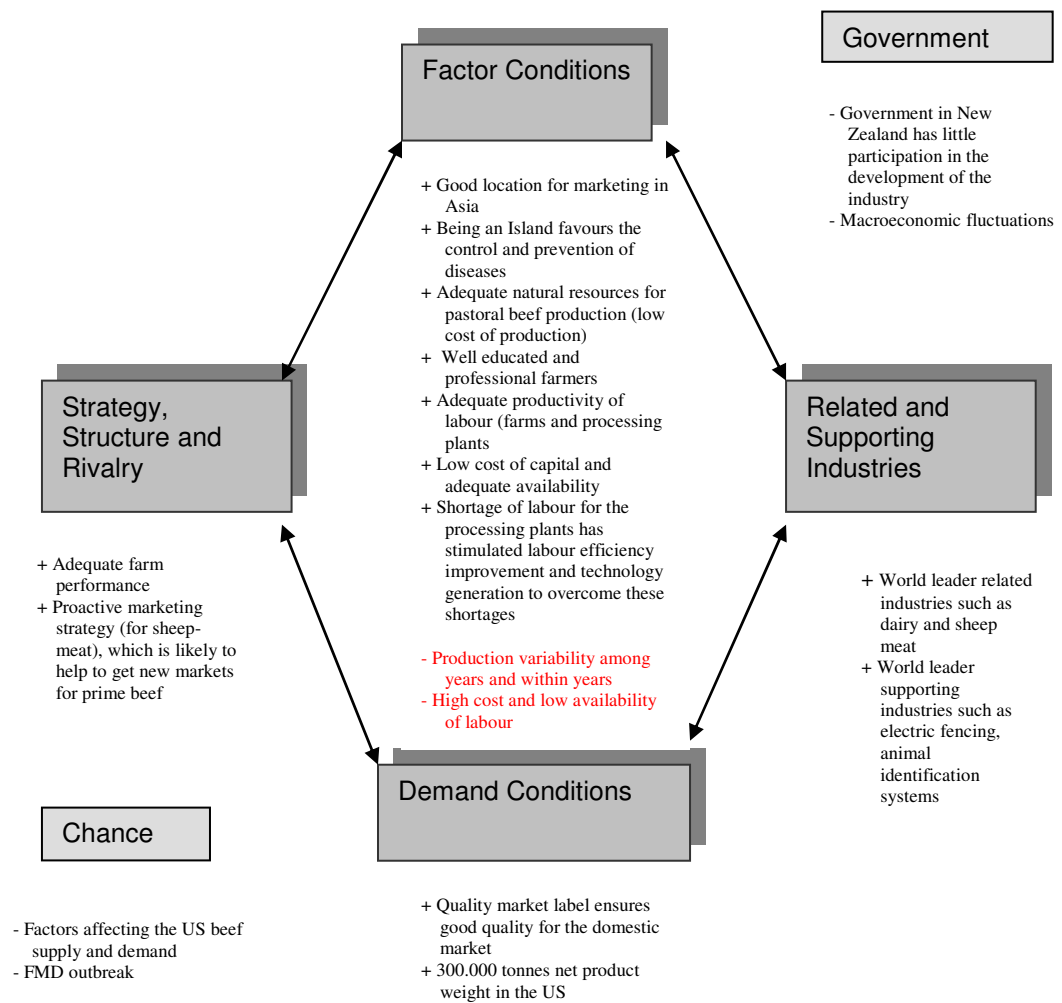 Factor Conditions
Government
- Government in New
Zealand has little
participation in the
development of the
industry
- Macroeconomic fluctuations
+ Good location for marketing in
Asia
+ Being an Island favours the
control and prevention of
diseases
+ Adequate natural resources for
pastoral beef production (low
cost of production)
+ Well educated and
professional farmers
+ Adequate productivity of
labour (farms and processing
plants
+ Low cost of capital and
adequate availability
+ Shortage of labour for the
processing plants has
stimulated labour efficiency
improvement and technology
generation to overcome these
shortages
- Production variability among
years and within years
- High cost and low availability
of labour
Strategy,
Structure and
Rivalry
+ Adequate farm
performance
+ Proactive marketing
strategy (for sheep-
meat), which is likely to
help to get new markets
for prime beef
Related and
Supporting
Industries
+ World leader related
industries such as
dairy and sheep
meat
+ World leader
supporting
industries such as
electric fencing,
animal
identification
systems
Demand Conditions
+ Quality market label ensures
good quality for the domestic
market
+ 300.000 tonnes net product
weight in the US
Chance
- Factors affecting the US beef
supply and demand
- FMD outbreak